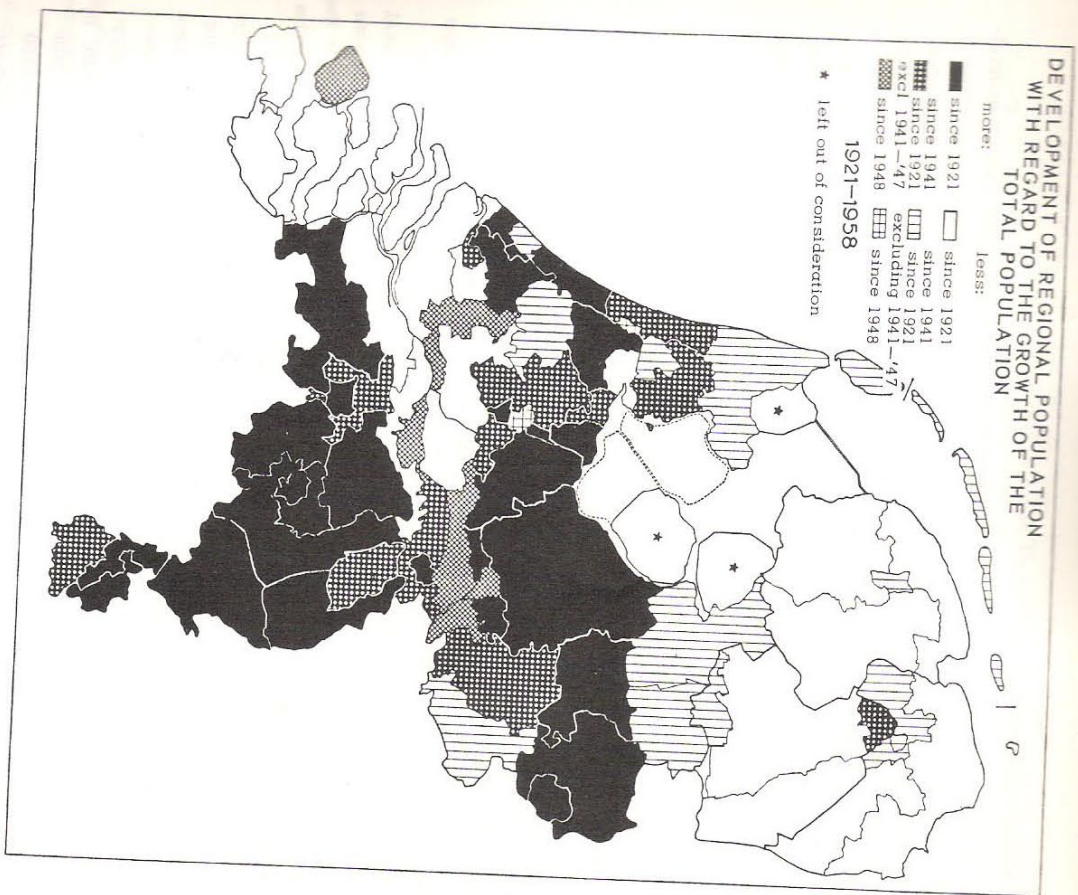 DEVELOPMENT OF REGIONAL POPULATION
WITH REGARD TO THE GROWTH OF THE
TOTAL POPULATION
more: less:
since 1921 since 1921
since 1941 since 1941
since 1921 since 1921
excl 1941—'47 excluding 1941—'47
since 1948 since 1948
1921—1958
★ left out of consideration